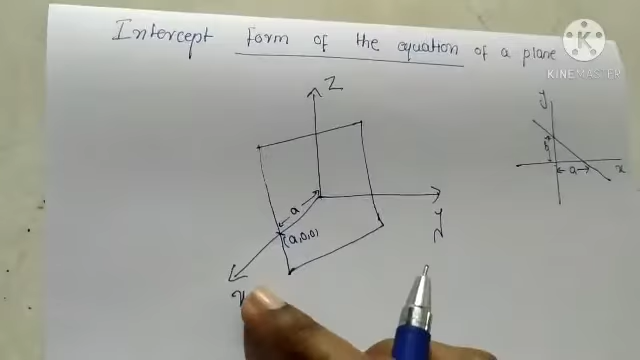 Intercept form of the equation of a plane
K
KINEMASTER
z
y
b
a
x
a
(a,0,0)
y
x